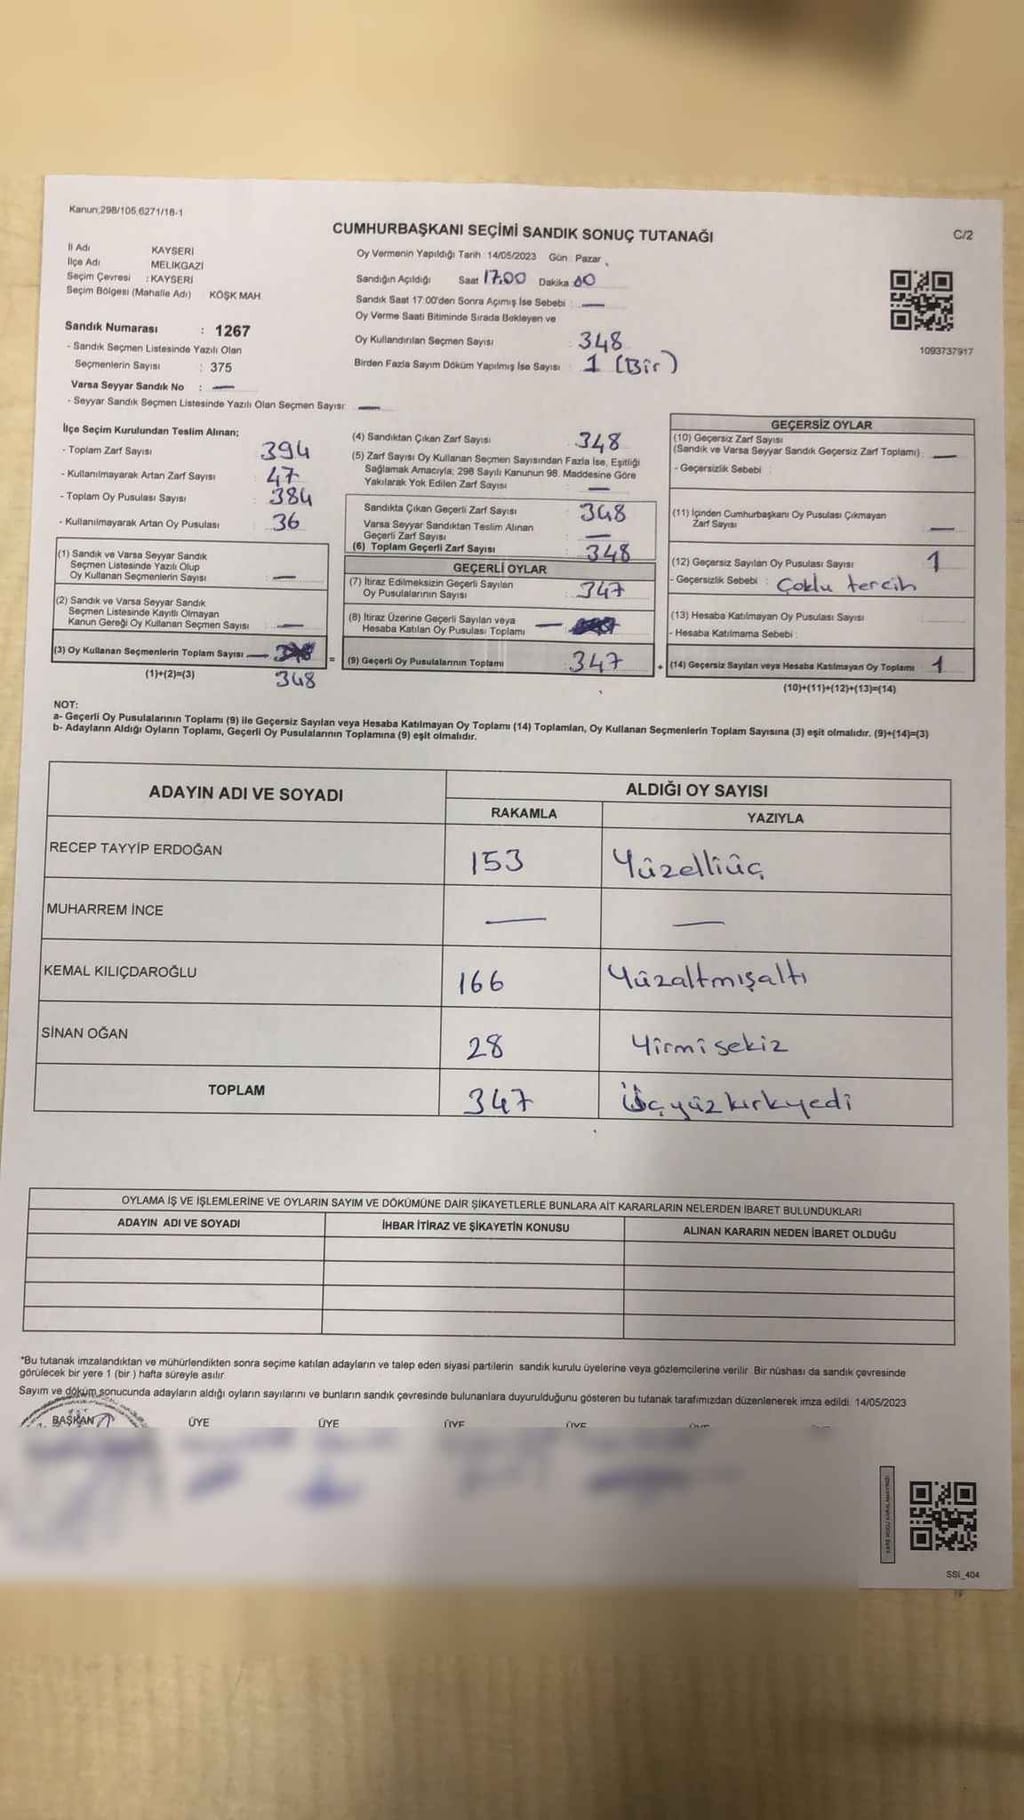 Kanun;298/105,6271/18-1
CUMHURBAŞKANI SEÇİMİ SANDIK SONUÇ TUTANAĞI
C/2
İl Adı KAYSERİ
İlçe Adı MELİKGAZİ
Seçim Çevresi : KAYSERİ
Seçim Bölgesi (Mahalle Adı) KÖŞK MAH.
Oy Vermenin Yapıldığı Tarih : 14/05/2023 Gün : Pazar
Sandığın Açıldığı Saat 17.00 Dakika 00
Sandık Saat 17:00'den Sonra Açımış İse Sebebi : —
Oy Verme Saati Bitiminde Sırada Bekleyen ve
Oy Kullandırılan Seçmen Sayısı 348
Birden Fazla Sayım Döküm Yapılmış İse Sayısı : 1 (Bir)
1093737917
Sandık Numarası : 1267
- Sandık Seçmen Listesinde Yazılı Olan
Seçmenlerin Sayısı : 375
Varsa Seyyar Sandık No : —
- Seyyar Sandık Seçmen Listesinde Yazılı Olan Seçmen Sayısı: —
İlçe Seçim Kurulundan Teslim Alınan;
- Toplam Zarf Sayısı : 394
- Kullanılmayarak Artan Zarf Sayısı : 47
- Toplam Oy Pusulası Sayısı : 384
- Kullanılmayarak Artan Oy Pusulası : 36
(1) Sandık ve Varsa Seyyar Sandık
Seçmen Listesinde Yazılı Olup
Oy Kullanan Seçmenlerin Sayısı : —
(2) Sandık ve Varsa Seyyar Sandık
Seçmen Listesinde Kayıtlı Olmayan
Kanun Gereği Oy Kullanan Seçmen Sayısı : —
(3) Oy Kullanan Seçmenlerin Toplam Sayısı —
(1)+(2)=(3) 348
(4) Sandıktan Çıkan Zarf Sayısı 348
(5) Zarf Sayısı Oy Kullanan Seçmen Sayısından Fazla İse, Eşitliği
Sağlamak Amacıyla; 298 Sayılı Kanunun 98. Maddesine Göre
Yakılarak Yok Edilen Zarf Sayısı : —
Sandıkta Çıkan Geçerli Zarf Sayısı : 348
Varsa Seyyar Sandıktan Teslim Alınan
Geçerli Zarf Sayısı : —
(6) Toplam Geçerli Zarf Sayısı : 348
GEÇERLİ OYLAR
(7) İtiraz Edilmeksizin Geçerli Sayılan
Oy Pusulalarının Sayısı : 347
(8) İtiraz Üzerine Geçerli Sayılan veya
Hesaba Katılan Oy Pusulası Toplamı : —
= (9) Geçerli Oy Pusulalarının Toplamı 347
GEÇERSİZ OYLAR
(10) Geçersiz Zarf Sayısı
(Sandık ve Varsa Seyyar Sandık Geçersiz Zarf Toplamı) : —
- Geçersizlik Sebebi :
(11) İçinden Cumhurbaşkanı Oy Pusulası Çıkmayan
Zarf Sayısı : —
(12) Geçersiz Sayılan Oy Pusulası Sayısı 1
- Geçersizlik Sebebi : Çoklu tercih
(13) Hesaba Katılmayan Oy Pusulası Sayısı
- Hesaba Katılmama Sebebi :
+ (14) Geçersiz Sayılan veya Hesaba Katılmayan Oy Toplamı 1
(10)+(11)+(12)+(13)=(14)
NOT:
a- Geçerli Oy Pusulalarının Toplamı (9) ile Geçersiz Sayılan veya Hesaba Katılmayan Oy Toplamı (14) Toplamları, Oy Kullanan Seçmenlerin Toplam Sayısına (3) eşit olmalıdır. (9)+(14)=(3)
b- Adayların Aldığı Oyların Toplamı, Geçerli Oy Pusulalarının Toplamına (9) eşit olmalıdır.
ADAYIN ADI VE SOYADI ALDIĞI OY SAYISI
RAKAMLA YAZIYLA
RECEP TAYYİP ERDOĞAN 153 Yüzelliüç
MUHARREM İNCE — —
KEMAL KILIÇDAROĞLU 166 Yüzaltmışaltı
SİNAN OĞAN 28 Yirmi sekiz
TOPLAM 347 Üçyüz kırkyedi
OYLAMA İŞ VE İŞLEMLERİNE VE OYLARIN SAYIM VE DÖKÜMÜNE DAİR ŞİKAYETLERLE BUNLARA AİT KARARLARIN NELERDEN İBARET BULUNDUKLARI
ADAYIN ADI VE SOYADI İHBAR İTİRAZ VE ŞİKAYETİN KONUSU ALINAN KARARIN NEDEN İBARET OLDUĞU
*Bu tutanak imzalandıktan ve mühürlendikten sonra seçime katılan adayların ve talep eden siyasi partilerin sandık kurulu üyelerine veya gözlemcilerine verilir. Bir nüshası da sandık çevresinde
görülecek bir yere 1 (bir ) hafta süreyle asılır.
Sayım ve döküm sonucunda adayların aldığı oyların sayılarını ve bunların sandık çevresinde bulunanlara duyurulduğunu gösteren bu tutanak tarafımızdan düzenlenerek imza edildi. 14/05/2023
BAŞKAN ÜYE ÜYE ÜYE ÜYE
SSİ_404